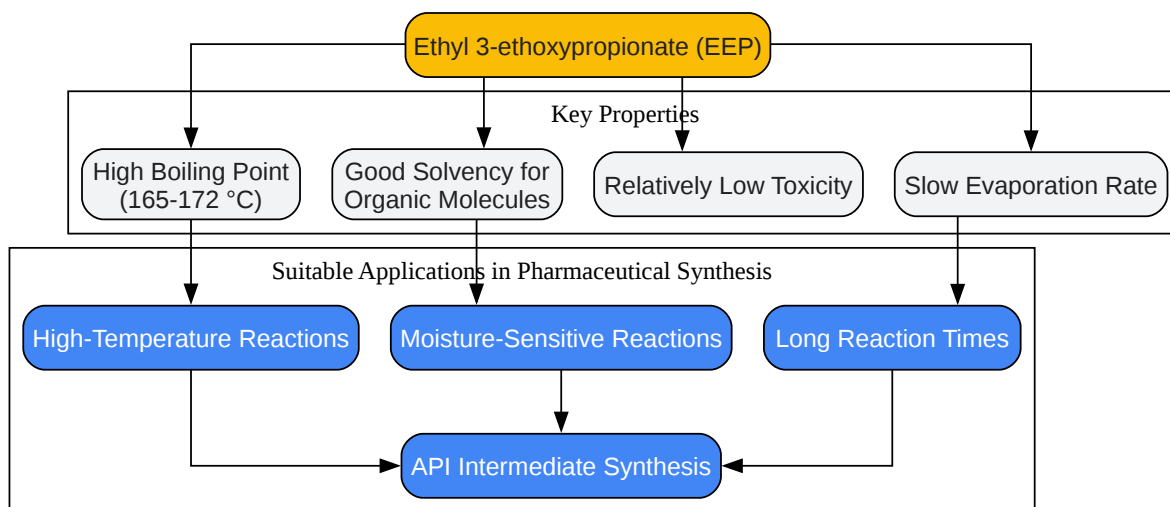 Ethyl 3-ethoxypropionate (EEP)
Key Properties
High Boiling Point
(165-172 °C)
Good Solvency for
Organic Molecules
Relatively Low Toxicity
Slow Evaporation Rate
Suitable Applications in Pharmaceutical Synthesis
High-Temperature Reactions
Moisture-Sensitive Reactions
Long Reaction Times
API Intermediate Synthesis